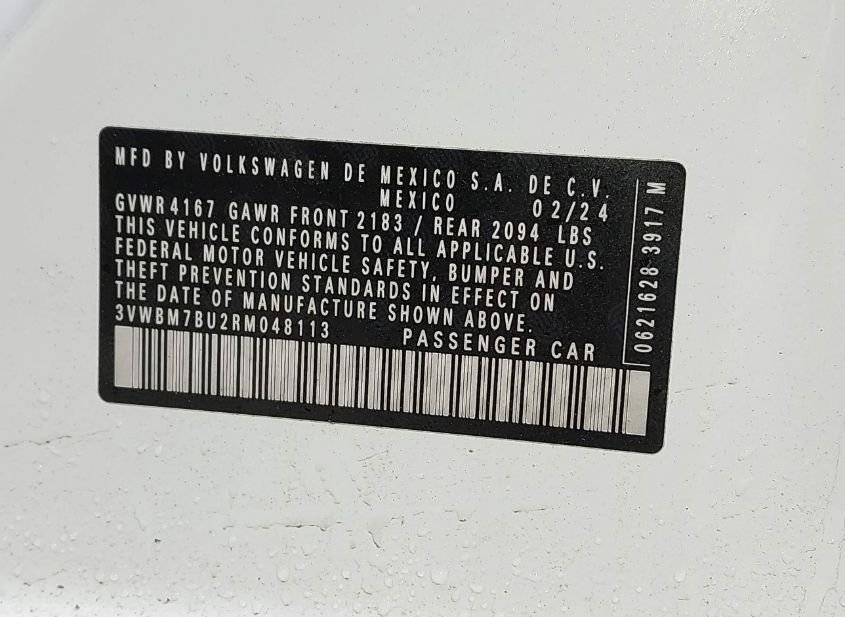 MFD BY VOLKSWAGEN DE MEXICO S.A. DE C.V.
MEXICO 02/24
GVWR 4167 GAWR FRONT 2183 / REAR 2094 LBS
THIS VEHICLE CONFORMS TO ALL APPLICABLE U.S.
FEDERAL MOTOR VEHICLE SAFETY, BUMPER AND
THEFT PREVENTION STANDARDS IN EFFECT ON
THE DATE OF MANUFACTURE SHOWN ABOVE.
3VWBM7BU2RM048113 PASSENGER CAR
0621628 3917 M